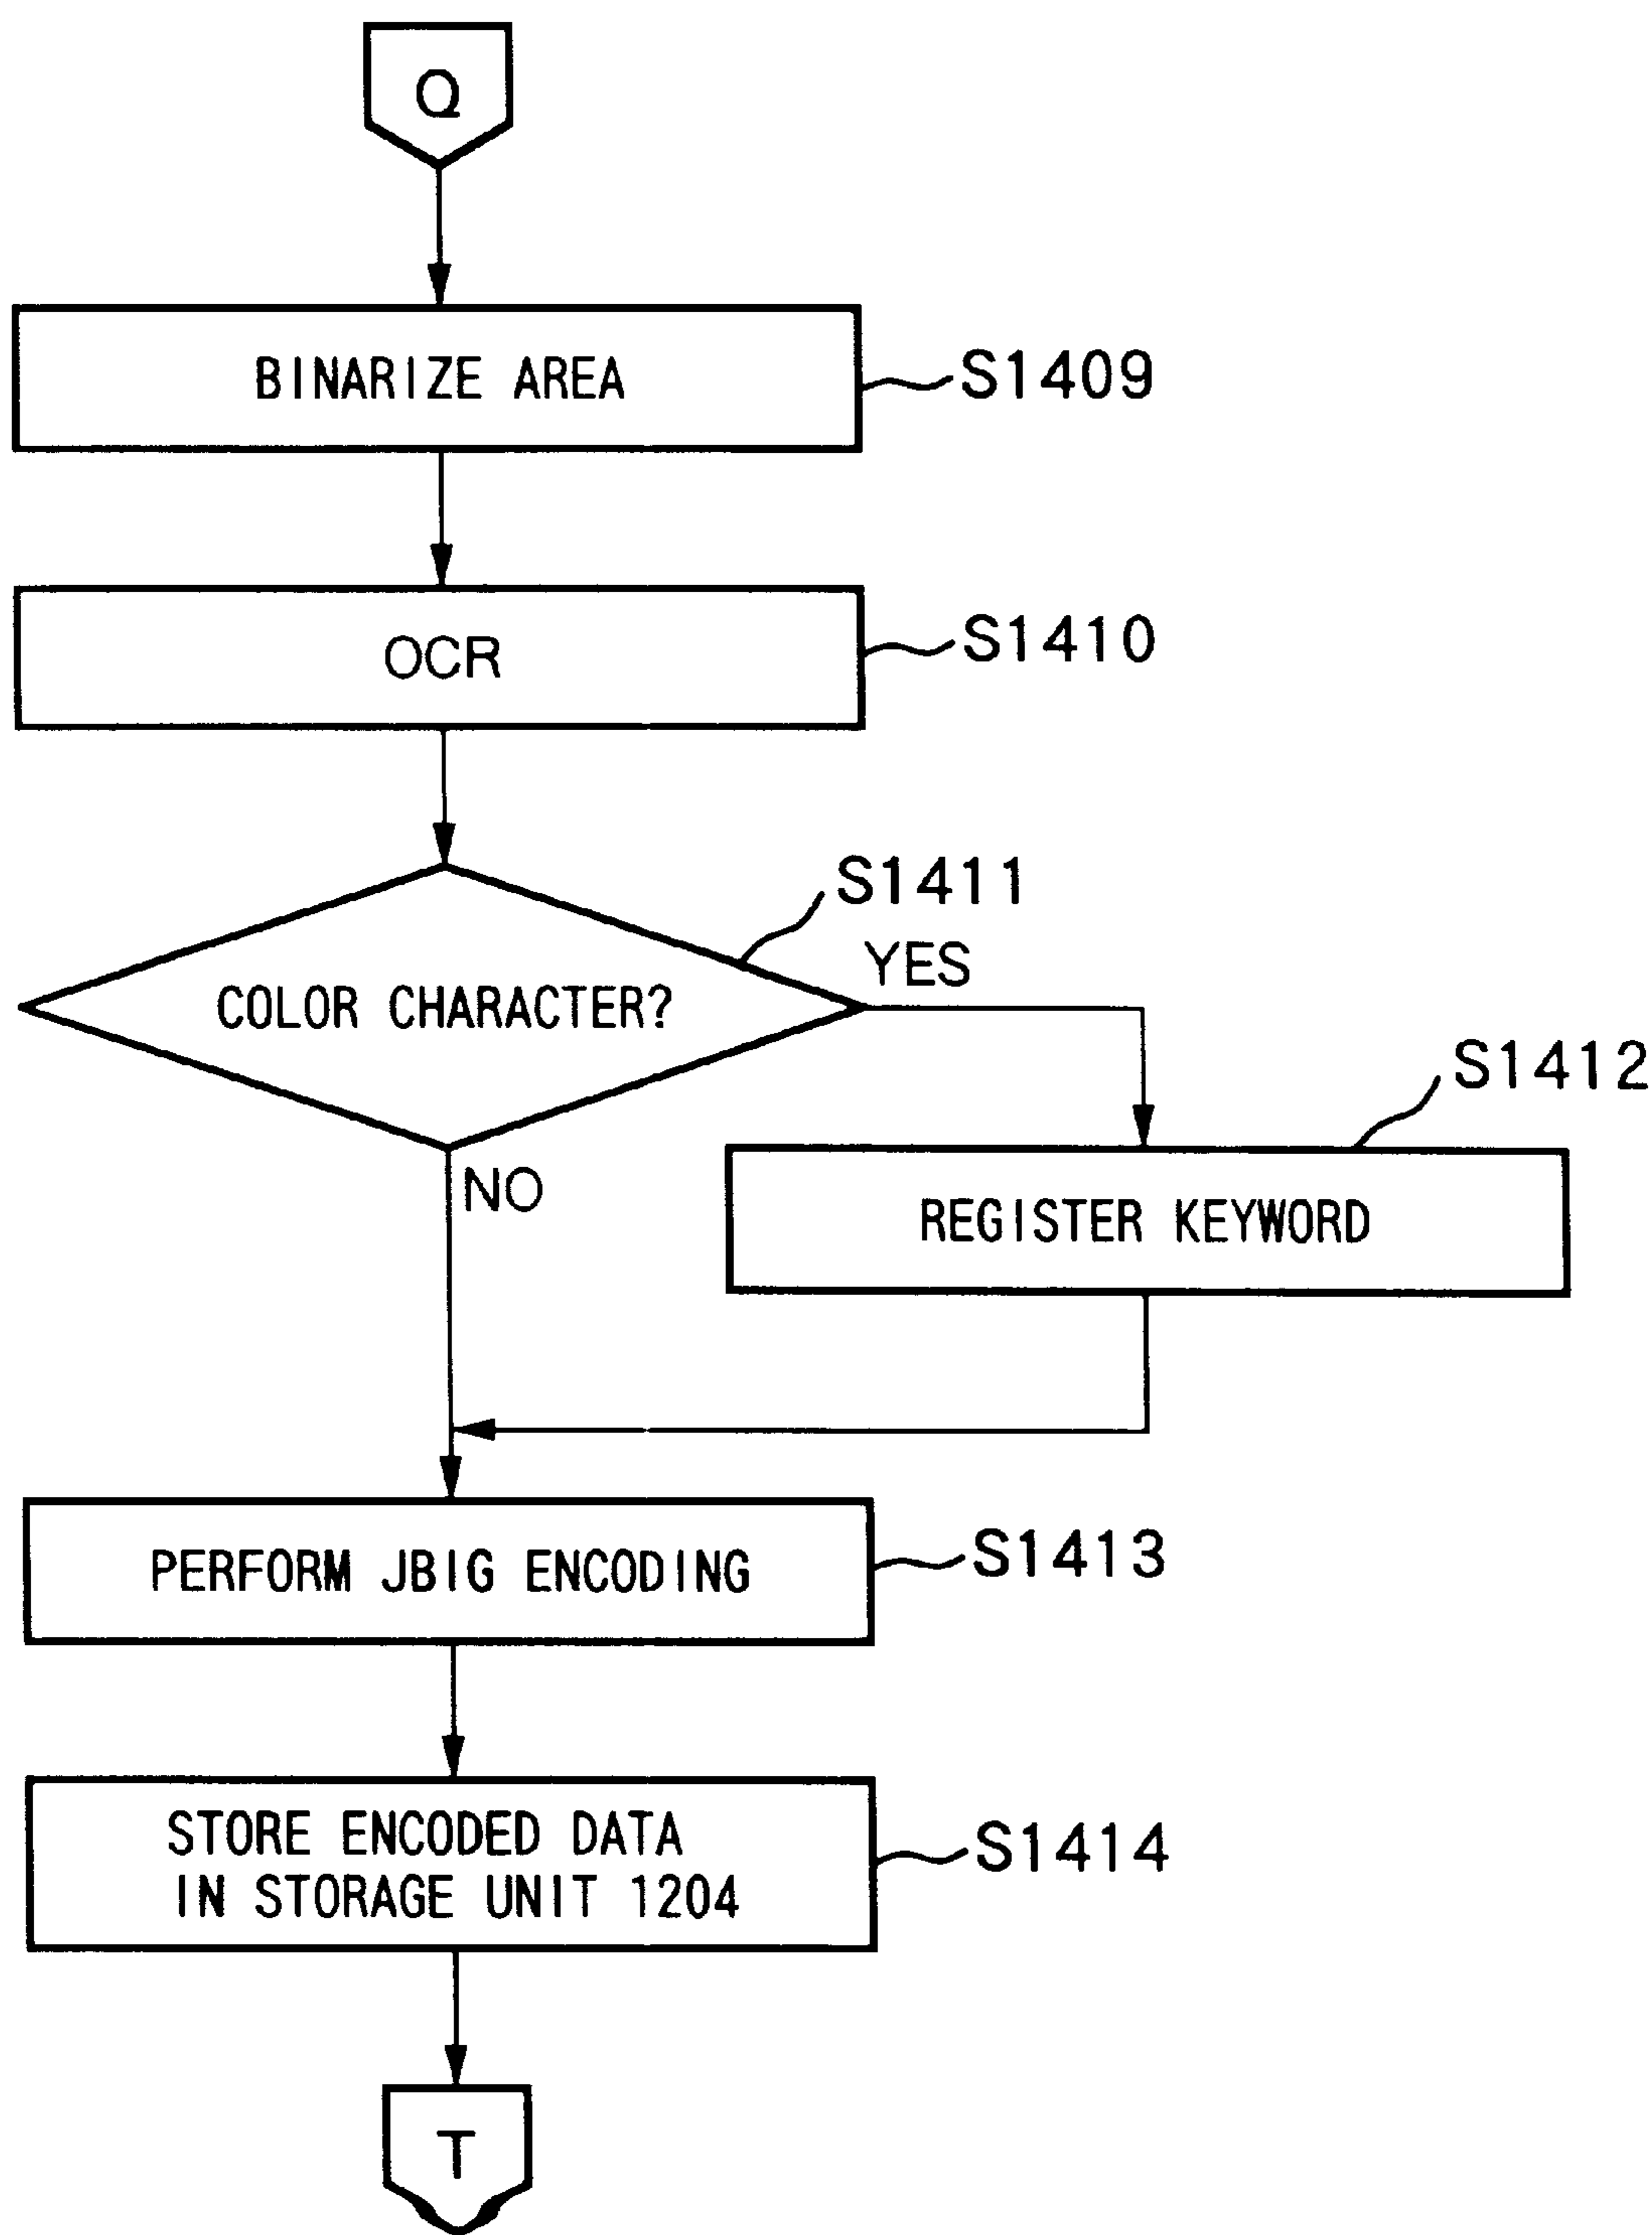 Q
BINARIZE AREA
S1409
OCR
S1410
S1411
YES
COLOR CHARACTER?
S1412
NO
REGISTER KEYWORD
PERFORM JBIG ENCODING
S1413
STORE ENCODED DATA
IN STORAGE UNIT 1204
S1414
T